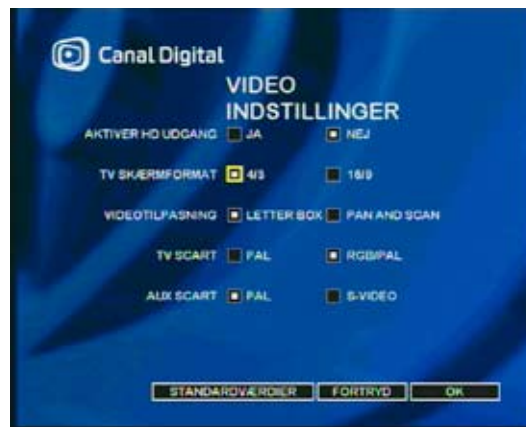 Canal Digital
VIDEO
INDSTILLINGER
AKTIVER HD UDGANG JA NEJ
TV SKÆRMFORMAT 4/3 16/9
VIDEOTILPASNING LETTER BOX PAN AND SCAN
TV SCART PAL RGB/PAL
AUX SCART PAL S-VIDEO
STANDARDVÆRDIER FORTRYD OK